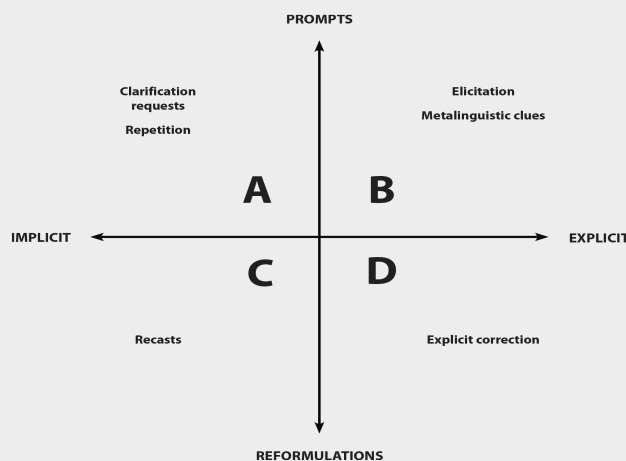 PROMPTS
Clarification
requests
Repetition
Elicitation
Metalinguistic clues
A
B
IMPLICIT
EXPLICIT
C
D
Recasts
Explicit correction
REFORMULATIONS